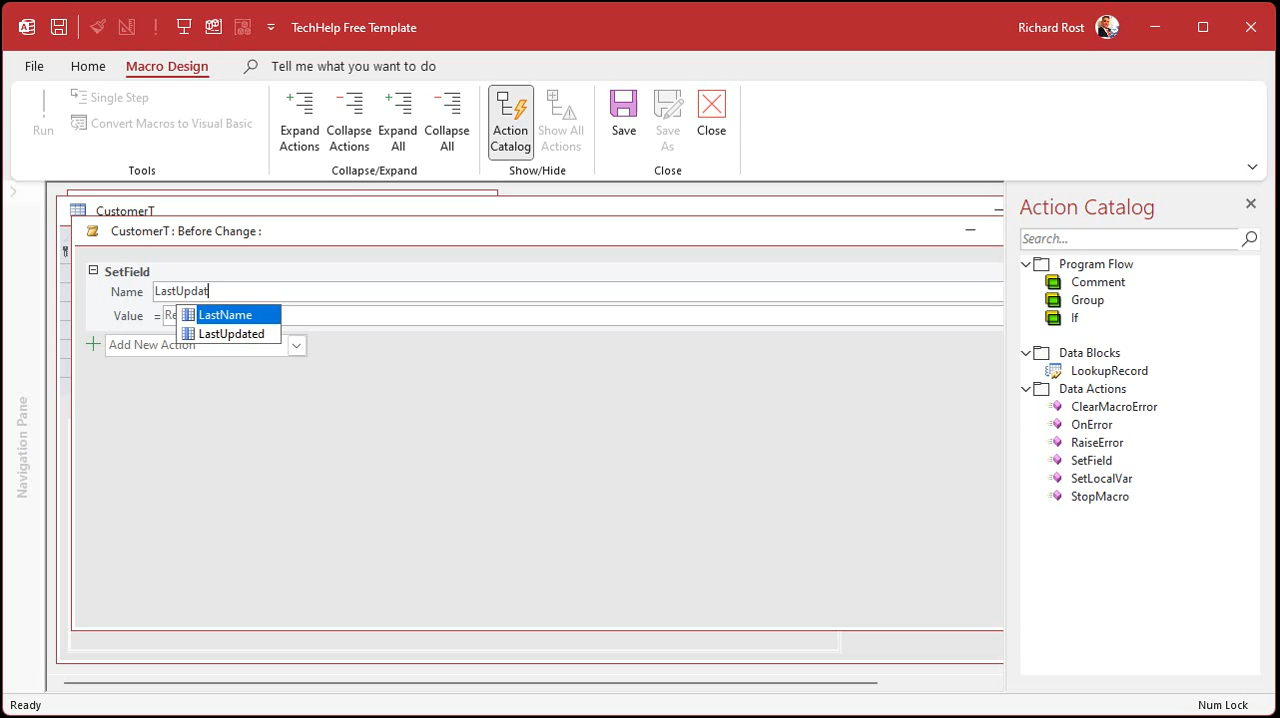 TechHelp Free Template
Richard Rost
File
Home
Macro Design
Tell me what you want to do
Run
Single Step
Convert Macros to Visual Basic
Tools
Expand Actions
Collapse Actions
Expand All
Collapse All
Collapse/Expand
Action Catalog
Show All Actions
Show/Hide
Save
Save As
Close
Close
CustomerT
CustomerT : Before Change :
SetField
Name LastUpdat
Value =
LastName
LastUpdated
Add New Action
Navigation Pane
Action Catalog
Search...
Program Flow
Comment
Group
If
Data Blocks
LookupRecord
Data Actions
ClearMacroError
OnError
RaiseError
SetField
SetLocalVar
StopMacro
Ready
Num Lock